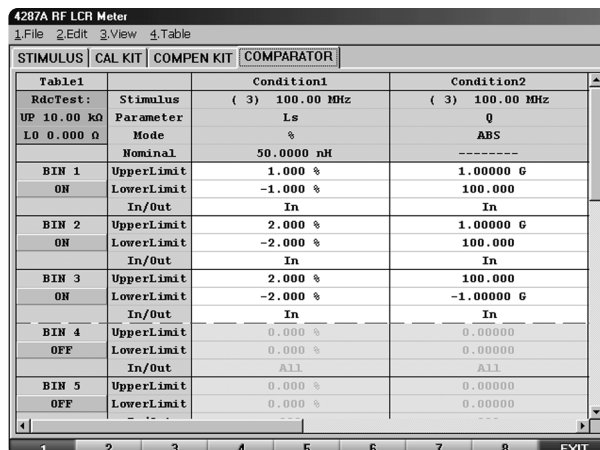 4287A RF LCR Meter
1.File 2.Edit 3.View 4.Table
STIMULUS CAL KIT COMPEN KIT COMPARATOR
Table1 Condition1 Condition2
RdcTest: Stimulus ( 3) 100.00 MHz ( 3) 100.00 MHz
UP 10.00 kΩ Parameter Ls Q
LO 0.000 Ω Mode % ABS
Nominal 50.0000 nH --------
BIN 1 UpperLimit 1.000 % 1.00000 G
ON LowerLimit -1.000 % 100.000
In/Out In In
BIN 2 UpperLimit 2.000 % 1.00000 G
ON LowerLimit -2.000 % 100.000
In/Out In In
BIN 3 UpperLimit 2.000 % 100.000
ON LowerLimit -2.000 % -1.00000 G
In/Out In In
BIN 4 UpperLimit 0.000 % 0.00000
OFF LowerLimit 0.000 % 0.00000
In/Out All All
BIN 5 UpperLimit 0.000 % 0.00000
OFF LowerLimit 0.000 % 0.00000
1 2 3 4 5 6 7 8 EXIT